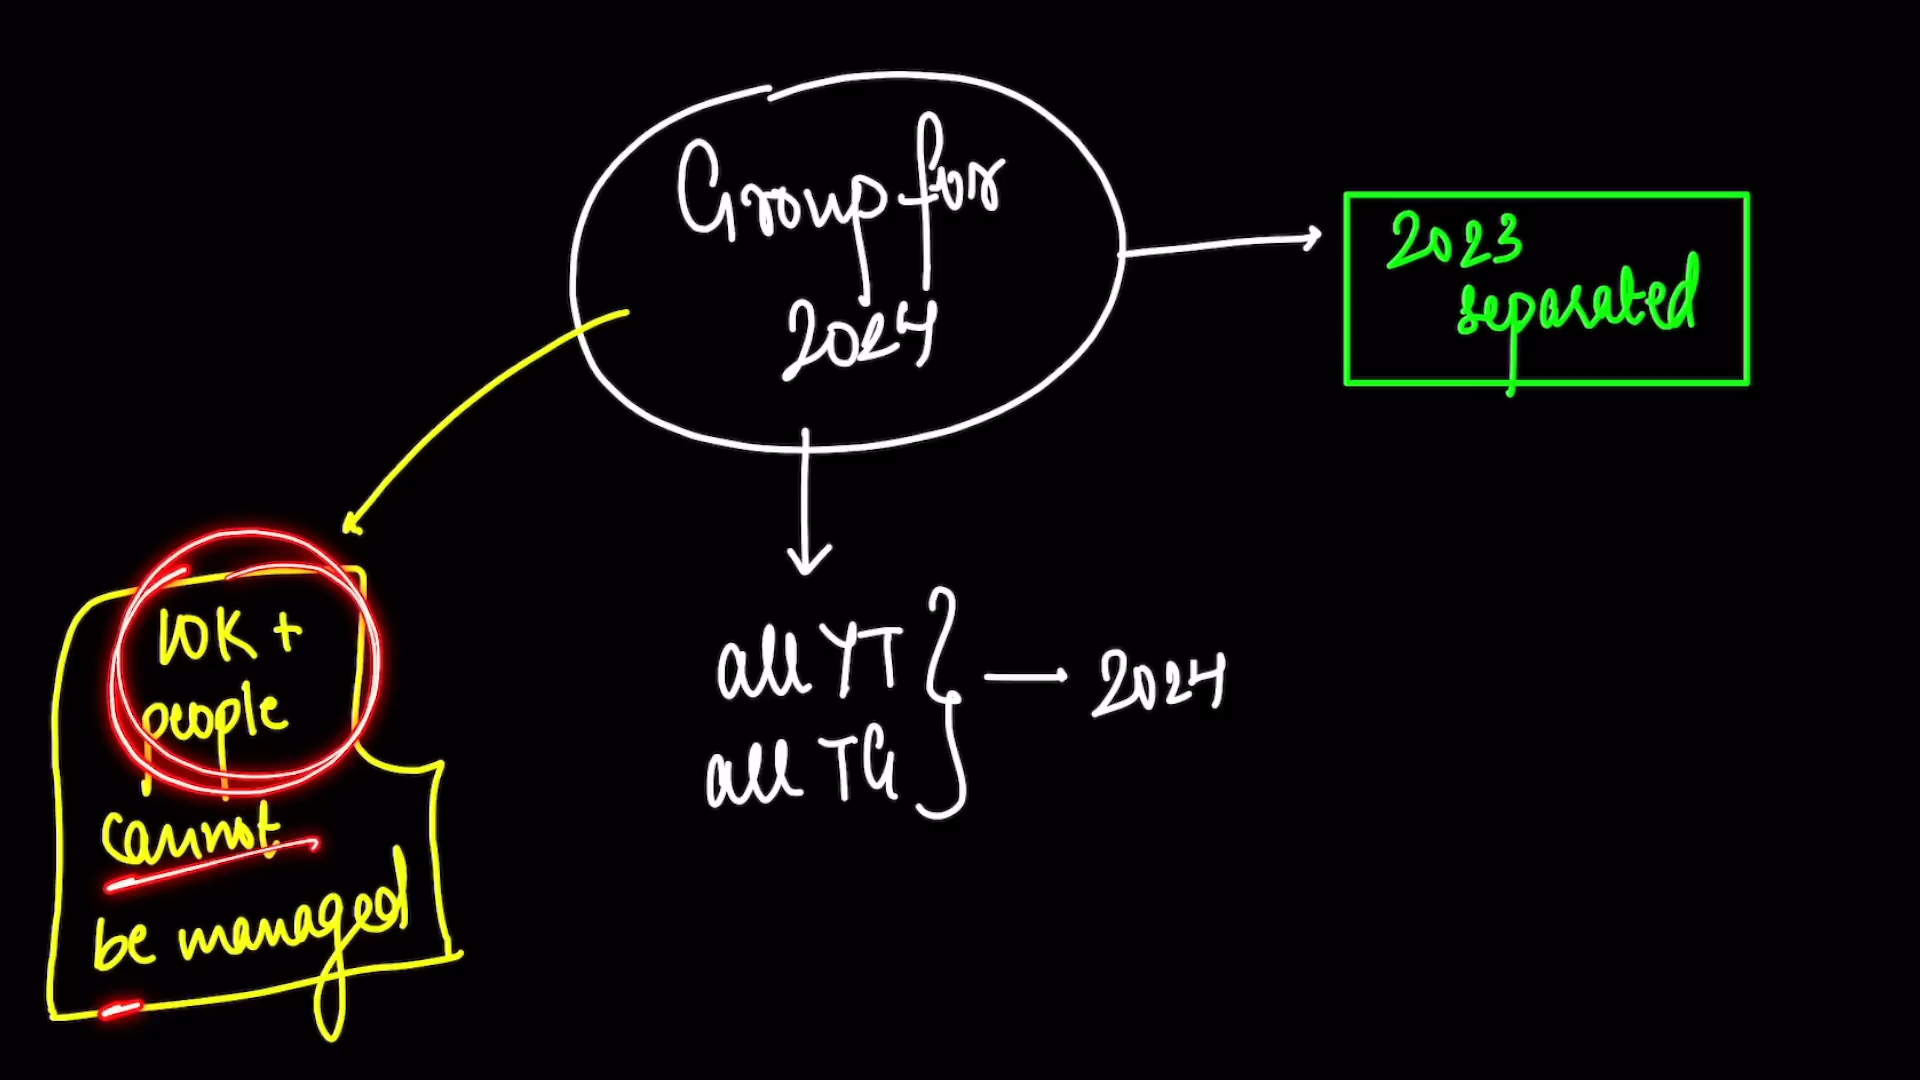 Group for
2024
2023
separated
10K +
people
cannot
be managed
all YT
all TG
2024